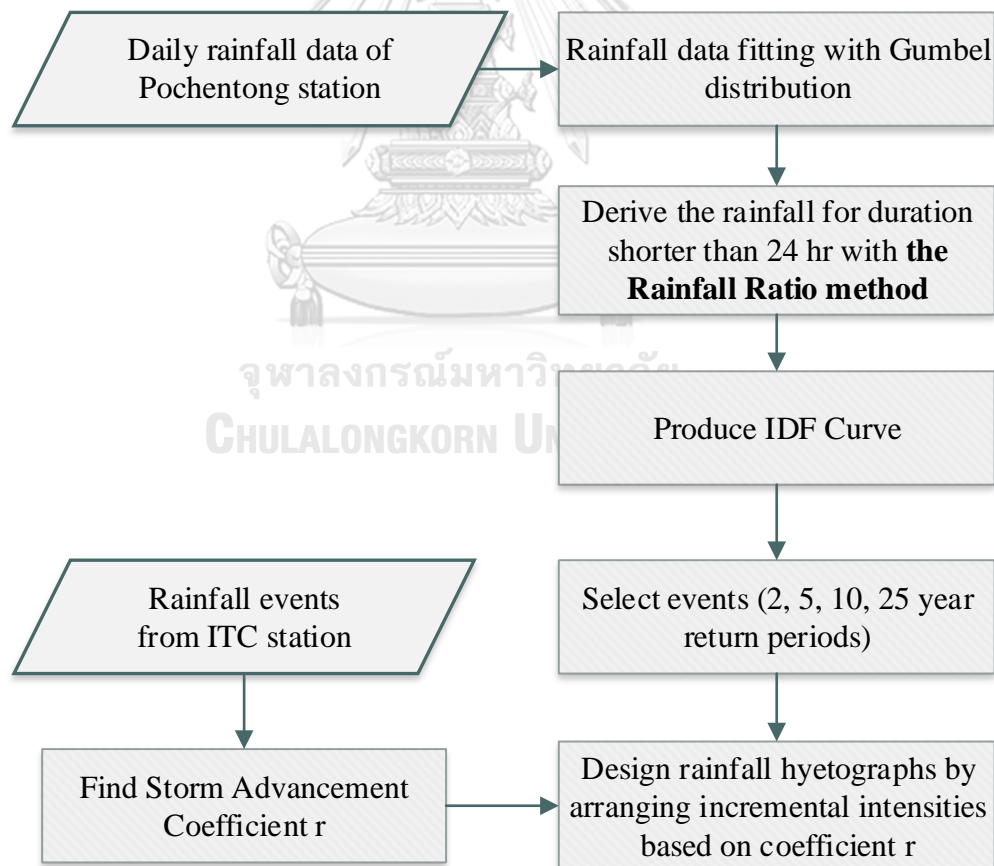 Daily rainfall data of
Pochentong station
Rainfall data fitting with Gumbel
distribution
Derive the rainfall for duration
shorter than 24 hr with the
Rainfall Ratio method
จุฬาลงกรณ์มหาวิทยาลัย
CHULALONGKORN
Produce IDF Curve
Rainfall events
from ITC station
Select events (2, 5, 10, 25 year
return periods)
Find Storm Advancement
Coefficient r
Design rainfall hyetographs by
arranging incremental intensities
based on coefficient r